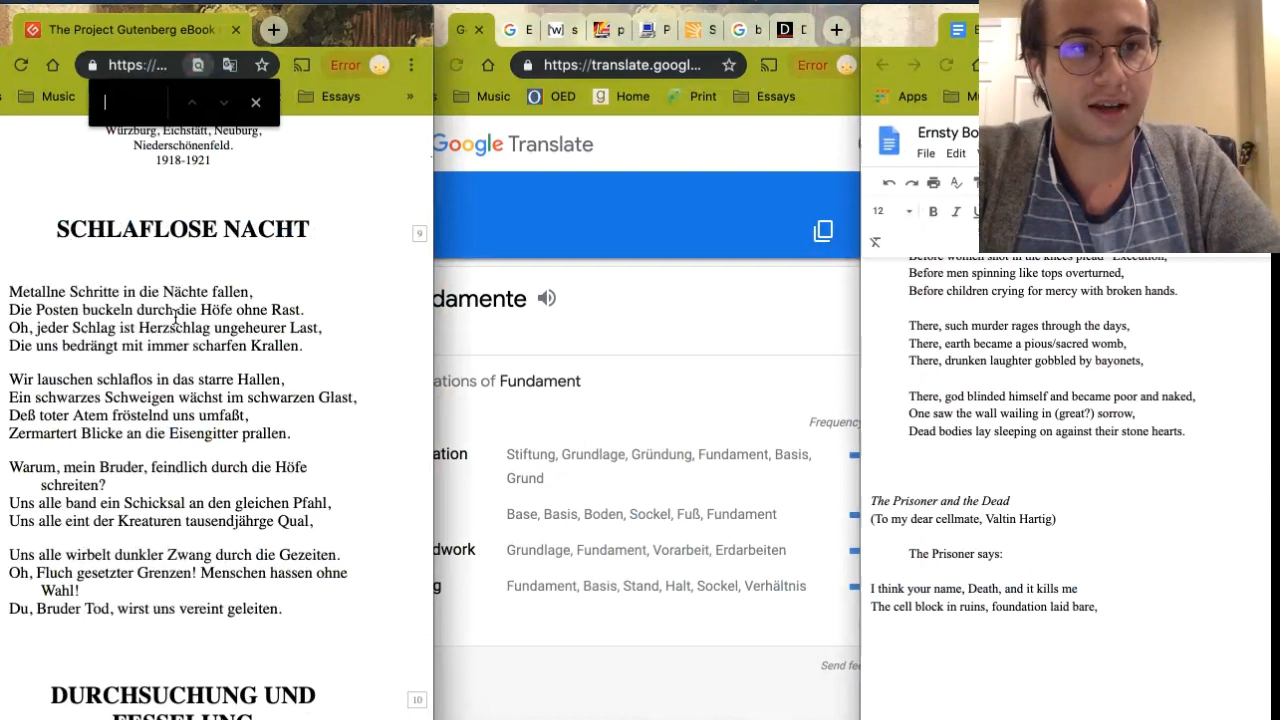 The Project Gutenberg eBook
G
E
[w
p
P
S
b
D
https://...
Error
https://translate.googl...
Error
Music
Essays
»
Music
OED
Home
Print
Essays
Apps
Würzburg, Eichstätt, Neuburg,
Niederschönenfeld.
1918-1921
SCHLAFLOSE NACHT
9
Metallne Schritte in die Nächte fallen,
Die Posten buckeln durch die Höfe ohne Rast.
Oh, jeder Schlag ist Herzschlag ungeheurer Last,
Die uns bedrängt mit immer scharfen Krallen.
Wir lauschen schlaflos in das starre Hallen,
Ein schwarzes Schweigen wächst im schwarzen Glast,
Deß toter Atem fröstelnd uns umfaßt,
Zermartert Blicke an die Eisengitter prallen.
Warum, mein Bruder, feindlich durch die Höfe
schreiten?
Uns alle band ein Schicksal an den gleichen Pfahl,
Uns alle eint der Kreaturen tausendjährge Qual,
Uns alle wirbelt dunkler Zwang durch die Gezeiten.
Oh, Fluch gesetzter Grenzen! Menschen hassen ohne
Wahl!
Du, Bruder Tod, wirst uns vereint geleiten.
DURCHSUCHUNG UND
10
FESSELUNG
Google Translate
damente
ations of Fundament
Frequency
ation
Stiftung, Grundlage, Gründung, Fundament, Basis,
Grund
Base, Basis, Boden, Sockel, Fuß, Fundament
dwork
Grundlage, Fundament, Vorarbeit, Erdarbeiten
g
Fundament, Basis, Stand, Halt, Sockel, Verhältnis
Send fee
Ernsty Bo
File Edit
12
B I U
Before women shot in the knees plead "Execution,"
Before men spinning like tops overturned,
Before children crying for mercy with broken hands.
There, such murder rages through the days,
There, earth became a pious/sacred womb,
There, drunken laughter gobbled by bayonets,
There, god blinded himself and became poor and naked,
One saw the wall wailing in (great?) sorrow,
Dead bodies lay sleeping on against their stone hearts.
The Prisoner and the Dead
(To my dear cellmate, Valtin Hartig)
The Prisoner says:
I think your name, Death, and it kills me
The cell block in ruins, foundation laid bare,